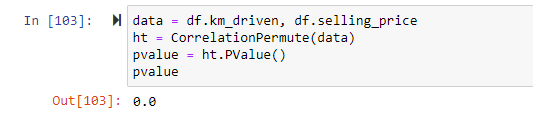 In [103]:
data = df.km_driven, df.selling_price
ht = CorrelationPermute(data)
pvalue = ht.PValue()
pvalue
Out[103]: 0.0